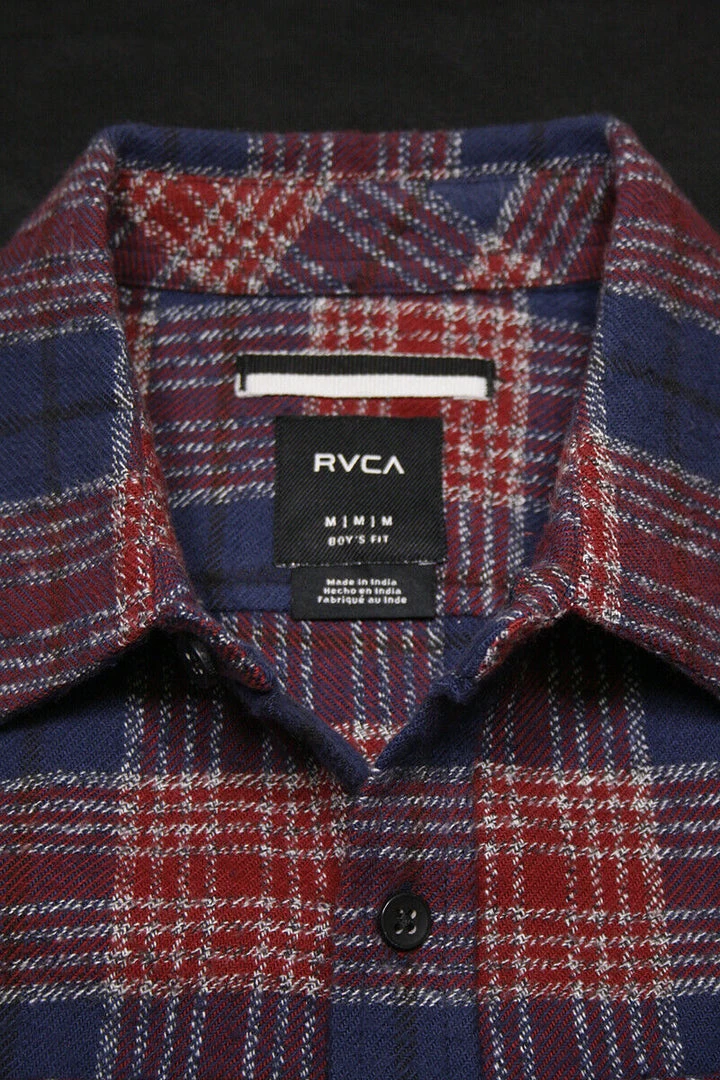 RVCA
M | M | M
BOY'S FIT
Made in India
Hecho en India
Fabriqué au Inde